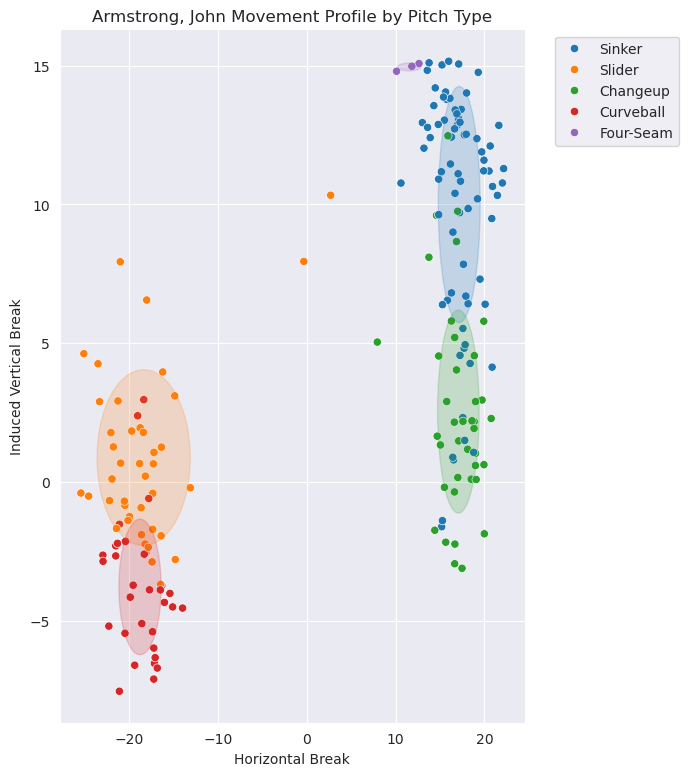 Armstrong, John Movement Profile by Pitch Type
Sinker
Slider
Changeup
Curveball
Four-Seam
Induced Vertical Break
15
10
5
0
−5
−20
−10
0
10
20
Horizontal Break